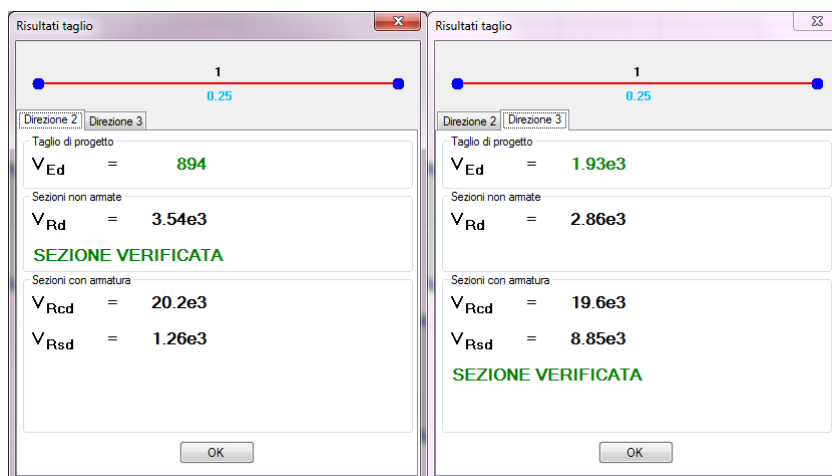 Risultati taglio
1
0.25
Direzione 2 Direzione 3
Taglio di progetto
VEd = 894
Sezioni non armate
VRd = 3.54e3
SEZIONE VERIFICATA
Sezioni con armatura
VRcd = 20.2e3
VRsd = 1.26e3
OK
Risultati taglio
1
0.25
Direzione 2 Direzione 3
Taglio di progetto
VEd = 1.93e3
Sezioni non armate
VRd = 2.86e3
Sezioni con armatura
VRcd = 19.6e3
VRsd = 8.85e3
SEZIONE VERIFICATA
OK